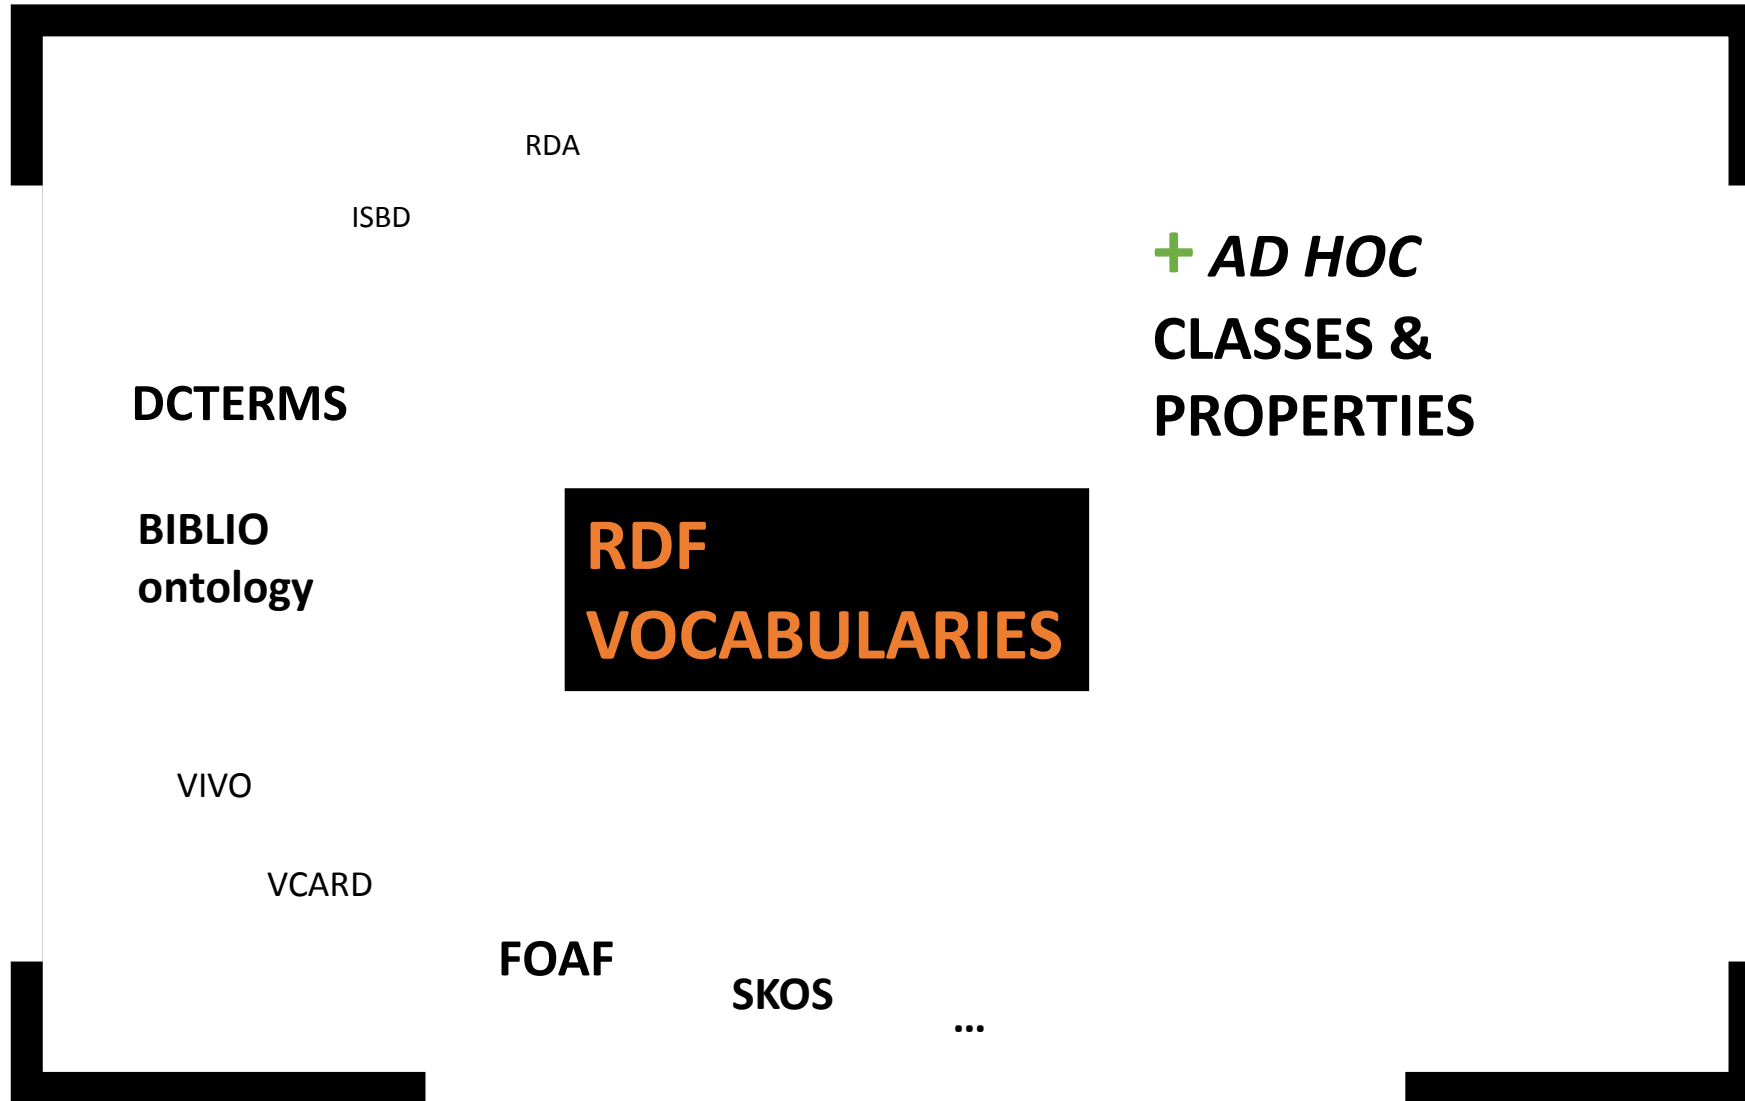 RDA
ISBD
+ AD HOC
CLASSES &
PROPERTIES
DCTERMS
BIBLIO
ontology
RDF
VOCABULARIES
VIVO
VCARD
FOAF
SKOS
...